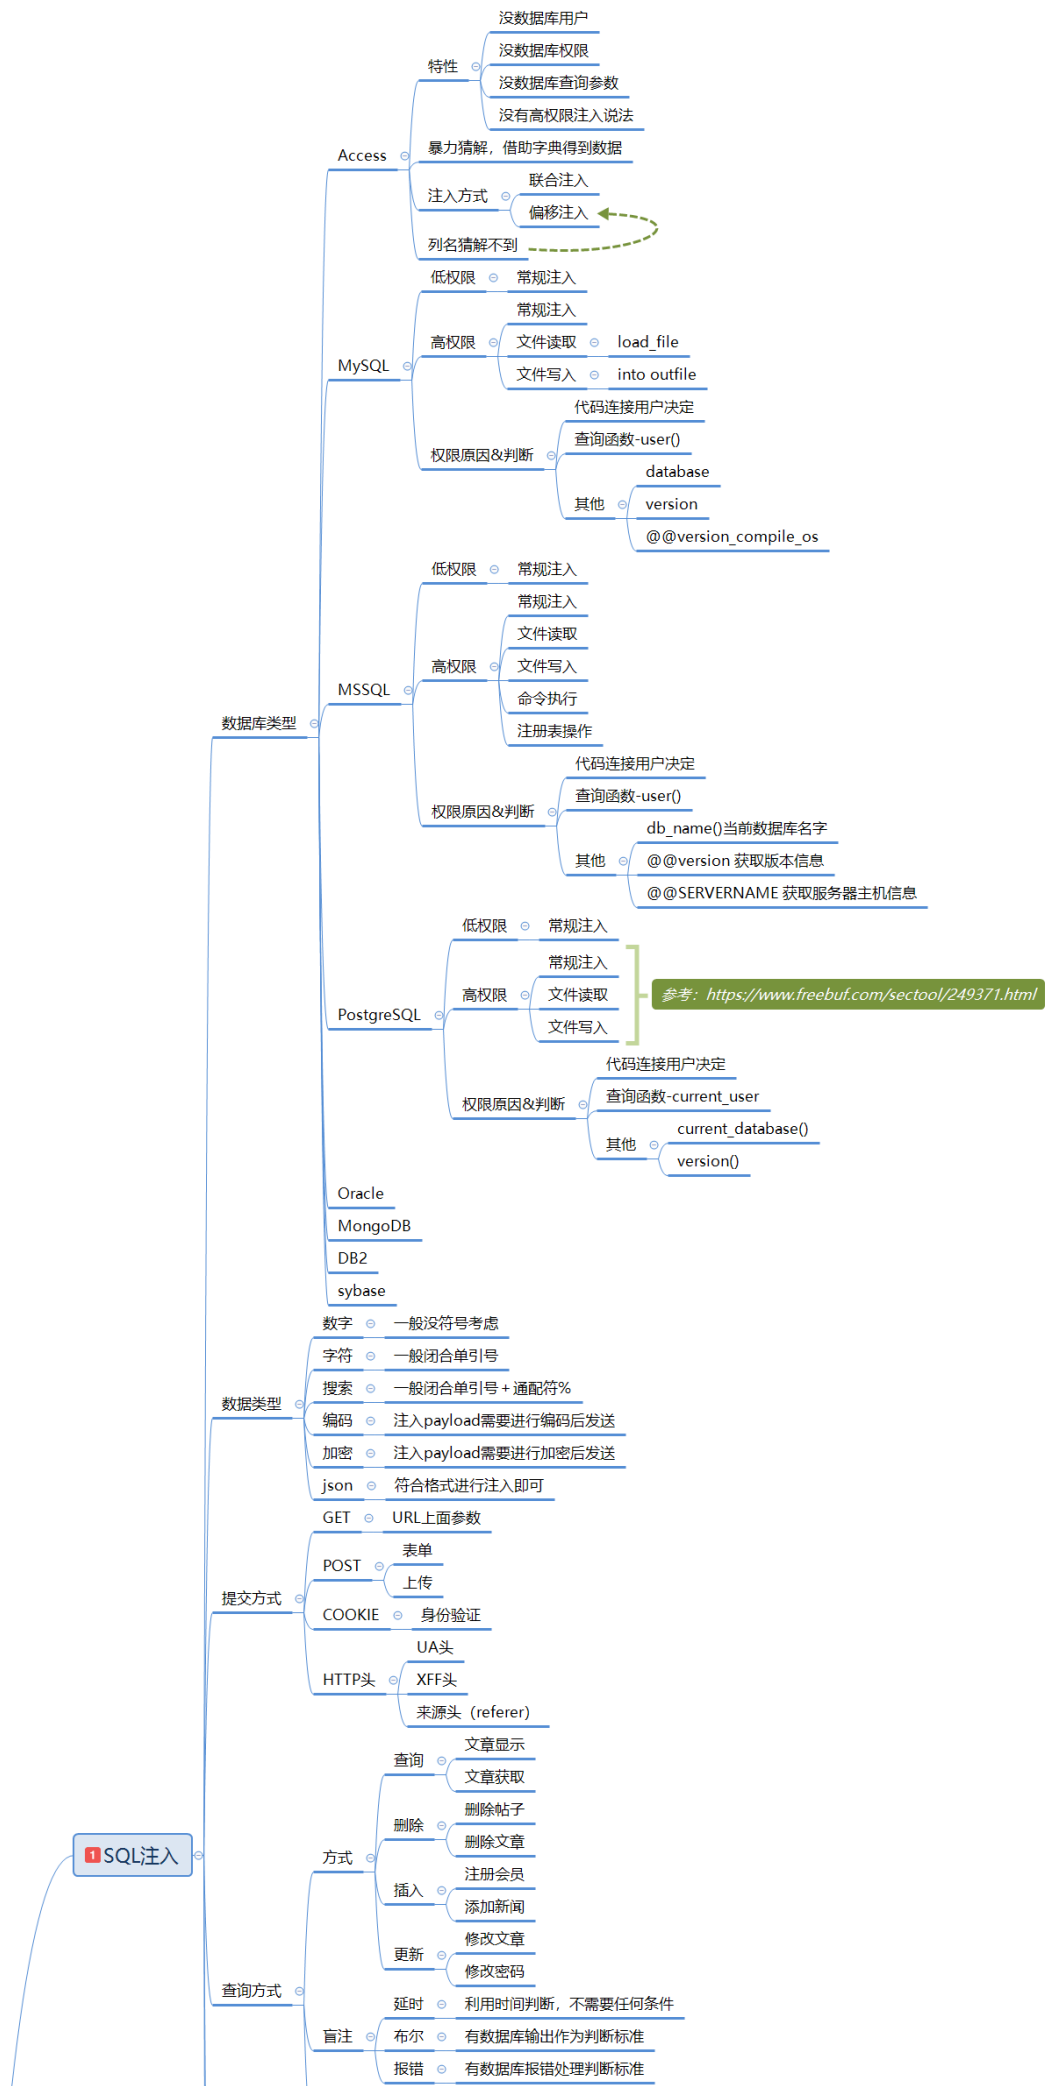 没数据库用户
没数据库权限
特性
没数据库查询参数
没有高权限注入说法
Access
暴力猜解，借助字典得到数据
联合注入
注入方式
偏移注入
列名猜解不到
低权限
常规注入
常规注入
高权限
文件读取
load_file
MySQL
文件写入
into outfile
代码连接用户决定
查询函数-user()
权限原因&判断
database
其他
version
@@version_compile_os
低权限
常规注入
常规注入
文件读取
高权限
文件写入
MSSQL
命令执行
数据库类型
注册表操作
代码连接用户决定
查询函数-user()
权限原因&判断
db_name()当前数据库名字
其他
@@version 获取版本信息
@@SERVERNAME 获取服务器主机信息
低权限
常规注入
常规注入
高权限
文件读取
参考：https://www.freebuf.com/sectool/249371.html
PostgreSQL
文件写入
代码连接用户决定
查询函数-current_user
权限原因&判断
current_database()
其他
version()
Oracle
MongoDB
DB2
sybase
数字
一般没符号考虑
字符
一般闭合单引号
搜索
一般闭合单引号＋通配符%
数据类型
编码
注入payload需要进行编码后发送
加密
注入payload需要进行加密后发送
json
符合格式进行注入即可
GET
URL上面参数
表单
POST
上传
提交方式
COOKIE
身份验证
UA头
HTTP头
XFF头
来源头（referer）
文章显示
查询
文章获取
删除帖子
删除
删除文章
1 SQL注入
方式
注册会员
插入
添加新闻
修改文章
更新
修改密码
查询方式
延时
利用时间判断，不需要任何条件
盲注
布尔
有数据库输出作为判断标准
报错
有数据库报错处理判断标准